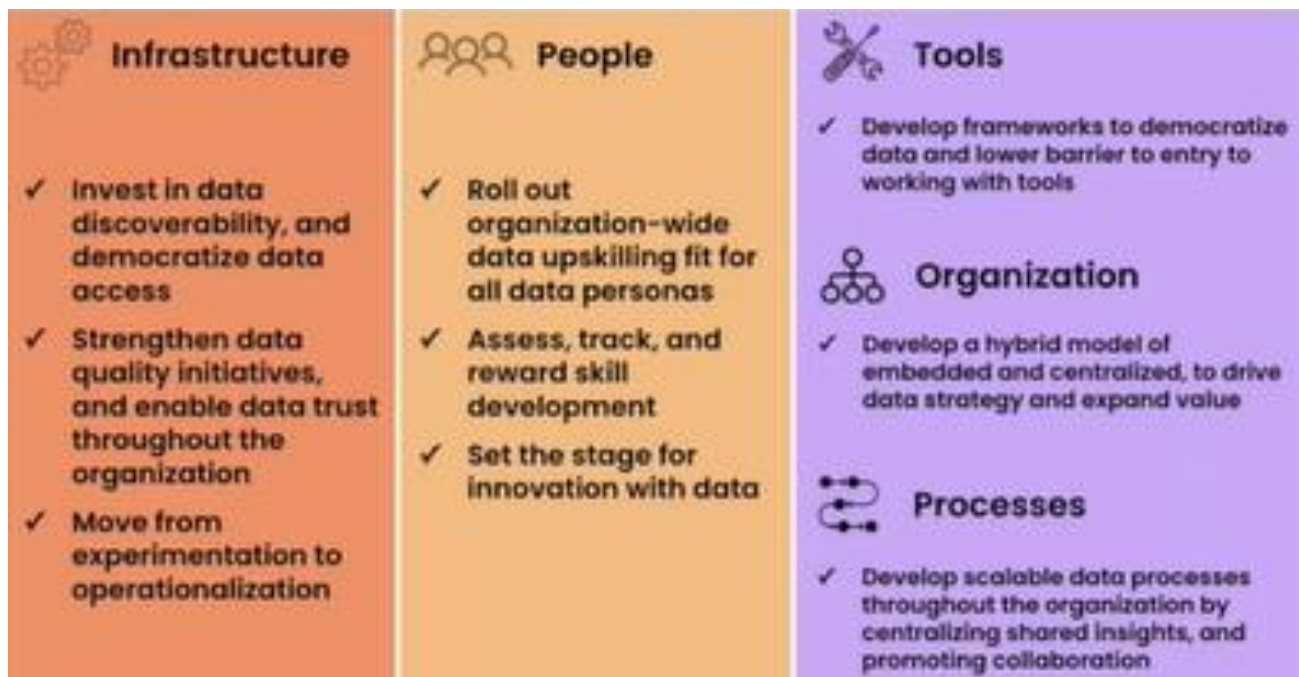 Infrastructure
✓ Invest in data
discoverability, and
democratize data
access
✓ Strengthen data
quality initiatives,
and enable data trust
throughout the
organization
✓ Move from
experimentation to
operationalization
People
✓ Roll out
organization-wide
data upskilling fit for
all data personas
✓ Assess, track, and
reward skill
development
✓ Set the stage for
innovation with data
Tools
✓ Develop frameworks to democratize
data and lower barrier to entry to
working with tools
Organization
✓ Develop a hybrid model of
embedded and centralized, to drive
data strategy and expand value
Processes
✓ Develop scalable data processes
throughout the organization by
centralizing shared insights, and
promoting collaboration